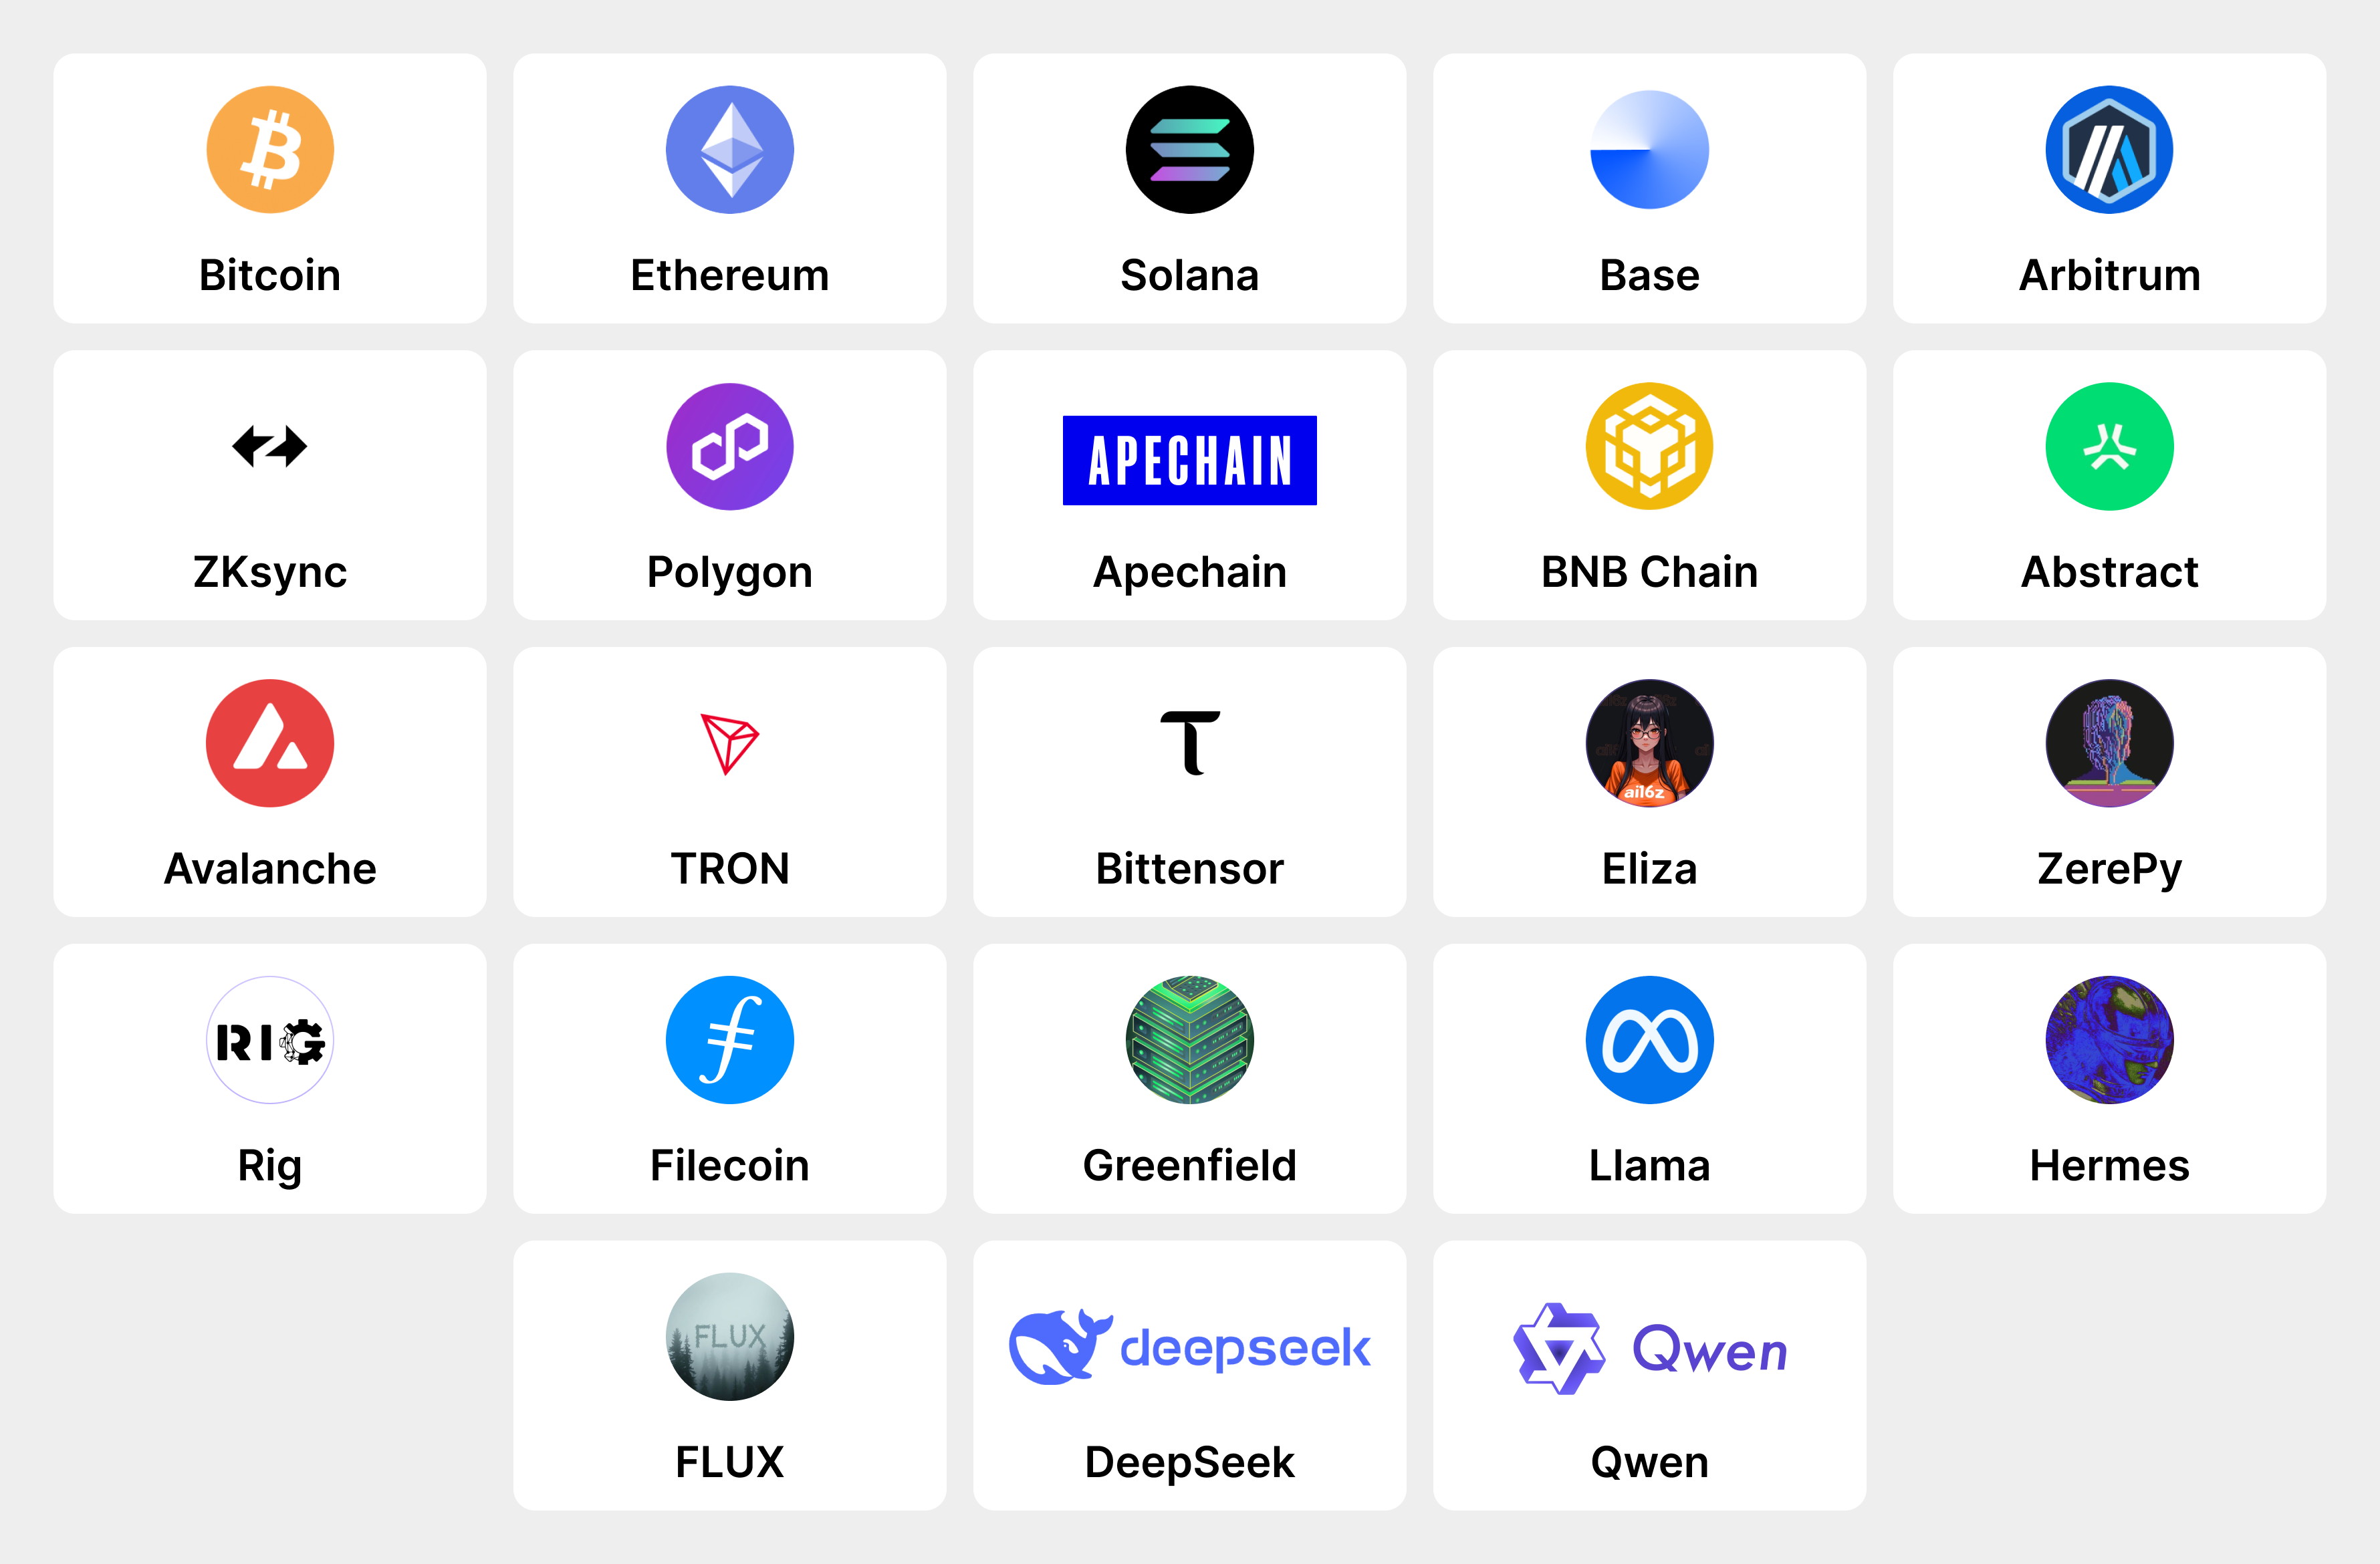 Bitcoin
Ethereum
Solana
Base
Arbitrum
ZKsync
Polygon
APECHAIN
Apechain
BNB Chain
Abstract
Avalanche
TRON
Bittensor
ai16z
Eliza
ZerePy
RIG
Rig
Filecoin
Greenfield
Llama
Hermes
FLUX
FLUX
deepseek
DeepSeek
Qwen
Qwen